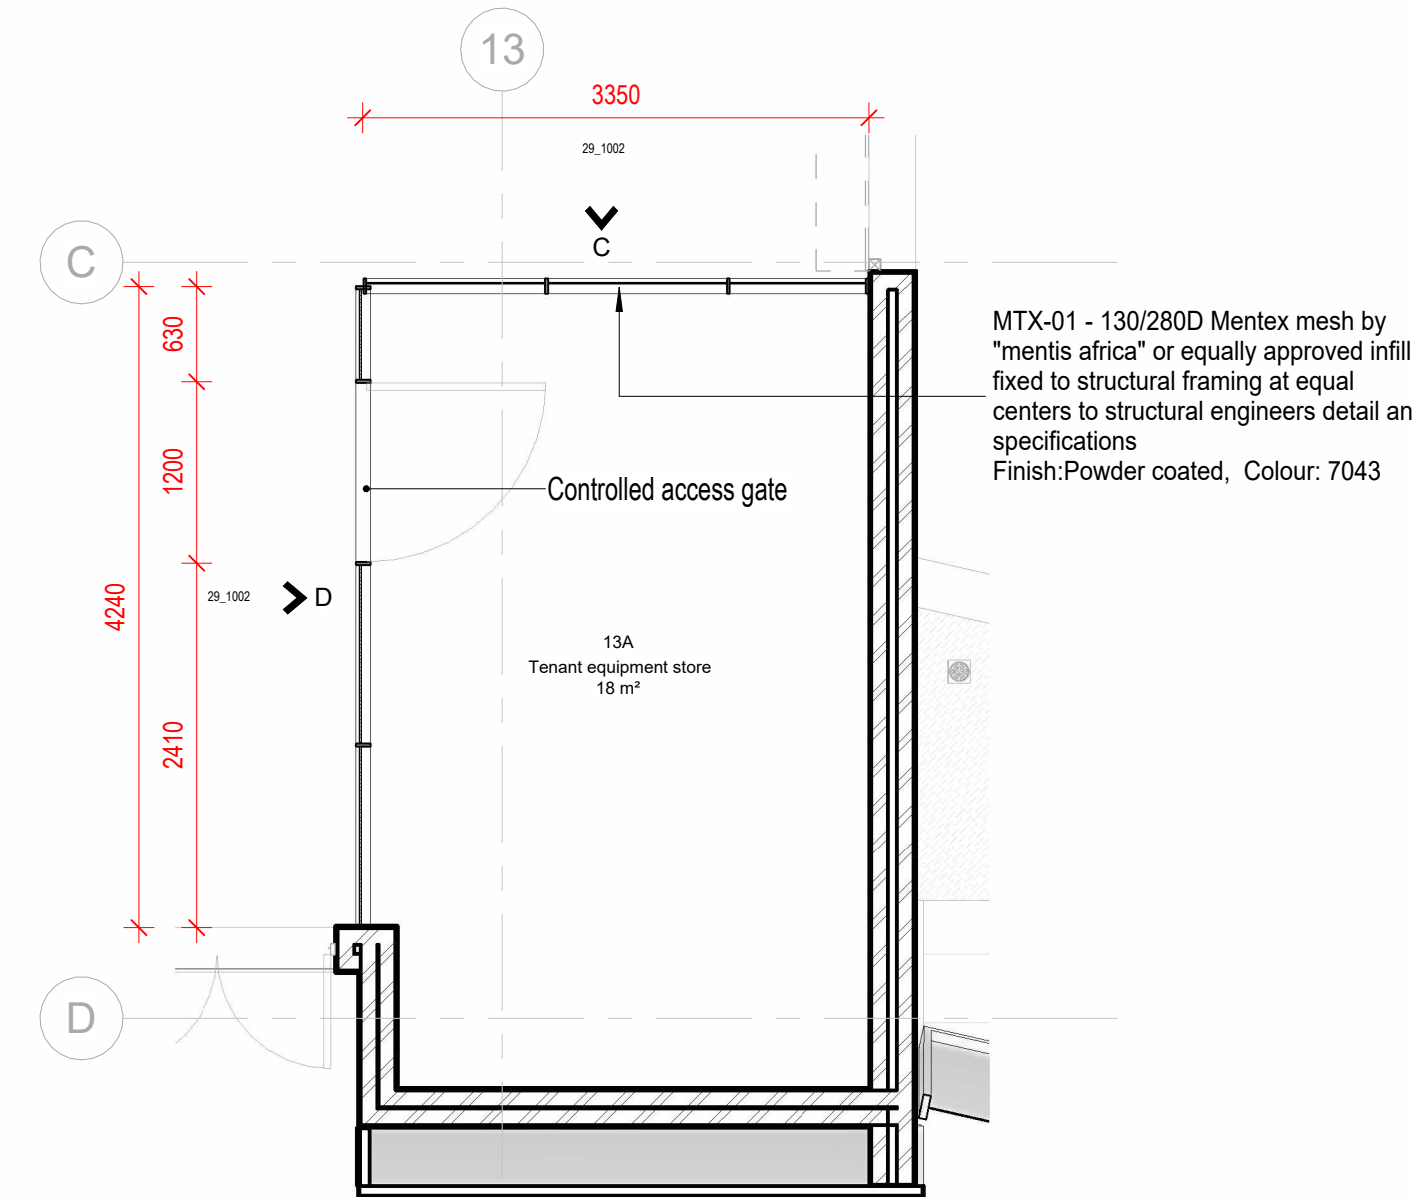 13
3350
29_1002
C
C
630
MTX-01 - 130/280D Mentex mesh by
"mentis africa" or equally approved infill
fixed to structural framing at equal
centers to structural engineers detail an
specifications
Finish:Powder coated, Colour: 7043
1200
Controlled access gate
4240
29_1002
D
13A
Tenant equipment store
18 m²
2410
D